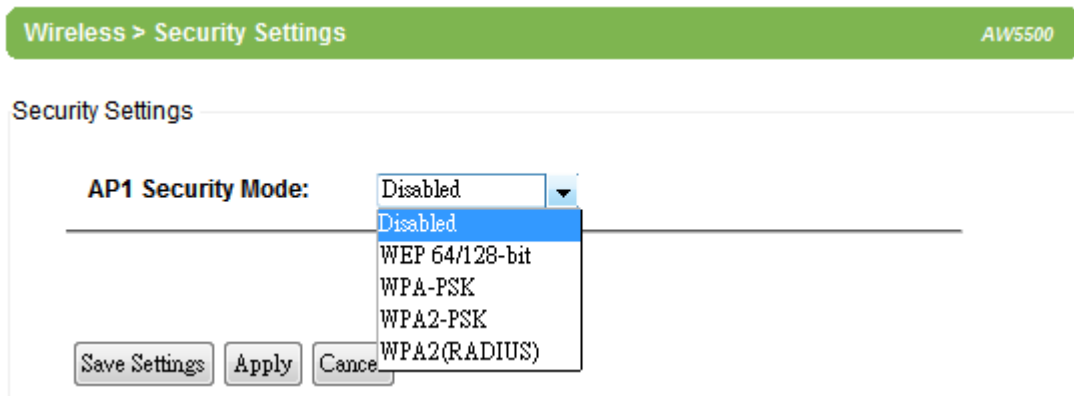 Wireless > Security Settings AW5500
Security Settings
AP1 Security Mode: Disabled
Disabled
WEP 64/128-bit
WPA-PSK
WPA2-PSK
WPA2(RADIUS)
Save Settings Apply Cance